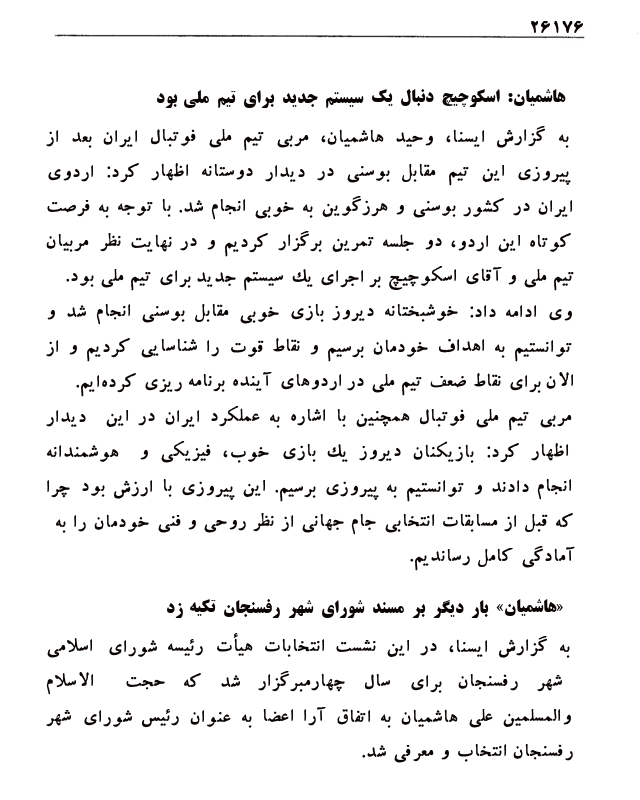 ۲۶۱۷۶
هاشمیان: اسکوچیچ دنبال یک سیستم جدید برای تیم ملی بود
به گزارش ایسنا، وحید هاشمیان، مربی تیم ملی فوتبال ایران بعد از
پیروزی این تیم مقابل بوسنی در دیدار دوستانه اظهار کرد: اردوی
ایران در کشور بوسنی و هرزگوین به خوبی انجام شد. با توجه به فرصت
کوتاه این اردو، دو جلسه تمرین برگزار کردیم و در نهایت نظر مربیان
تیم ملی و آقای اسکوچیچ بر اجرای یك سیستم جدید برای تیم ملی بود.
وی ادامه داد: خوشبختانه دیروز بازی خوبی مقابل بوسنی انجام شد و
توانستیم به اهداف خودمان برسیم و نقاط قوت را شناسایی کردیم و از
الان برای نقاط ضعف تیم ملی در اردوهای آینده برنامه ریزی کرده‌ایم.
مربی تیم ملی فوتبال همچنین با اشاره به عملکرد ایران در این دیدار
اظهار کرد: بازیکنان دیروز یك بازی خوب، فیزیکی و هوشمندانه
انجام دادند و توانستیم به پیروزی برسیم. این پیروزی با ارزش بود چرا
که قبل از مسابقات انتخابی جام جهانی از نظر روحی و فنی خودمان را به
آمادگی کامل رساندیم.
«هاشمیان» بار دیگر بر مسند شورای شهر رفسنجان تکیه زد
به گزارش ایسنا، در این نشست انتخابات هیأت رئیسه شورای اسلامی
شهر رفسنجان برای سال چهارمبرگزار شد که حجت الاسلام
والمسلمین علی هاشمیان به اتفاق آرا اعضا به عنوان رئیس شورای شهر
رفسنجان انتخاب و معرفی شد.